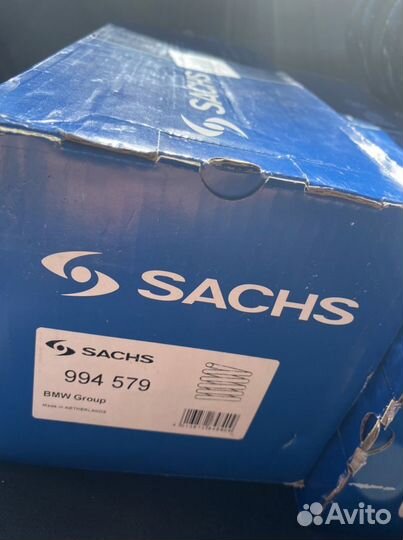 SACHS
SACHS
SACHS
994 579
BMW Group
Made in NETHERLANDS
Avito